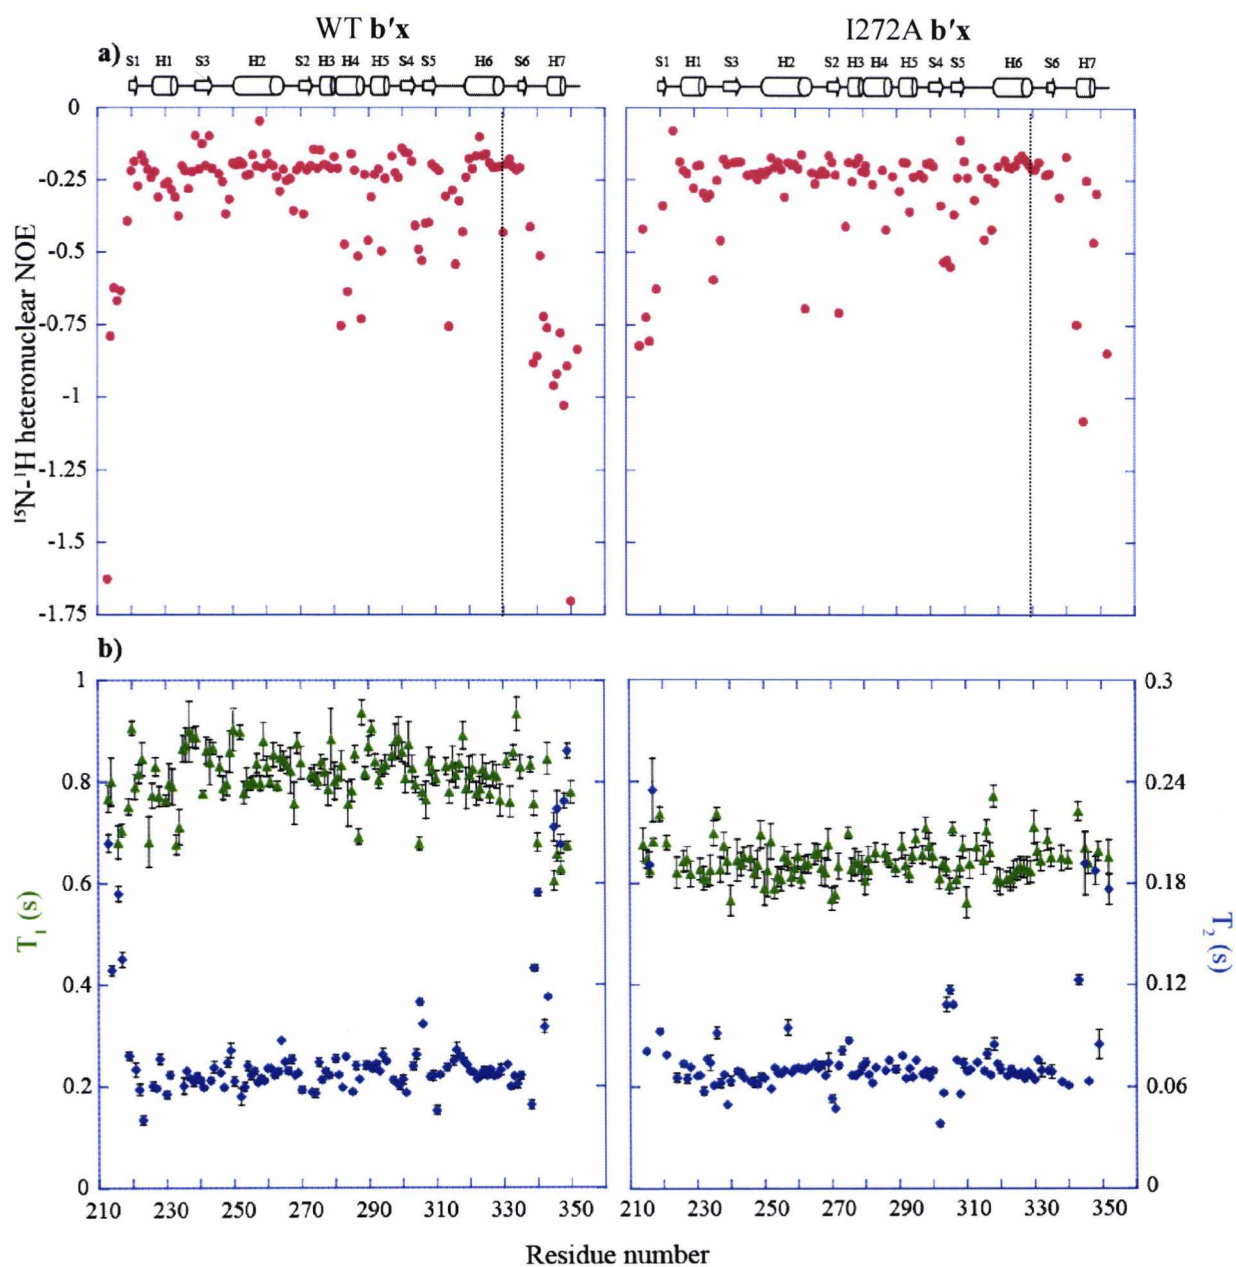 WT b′x I272A b′x
a)
S1 H1 S3 H2 S2 H3 H4 H5 S4 S5 H6 S6 H7 S1 H1 S3 H2 S2 H3 H4 H5 S4 S5 H6 S6 H7
0
-0.25
-0.5
-0.75
-1
-1.25
-1.5
-1.75
¹⁵N-¹H heteronuclear NOE
b)
1 0.3
0.8 0.24
0.6 0.18
0.4 0.12
0.2 0.06
0 0
T₁ (s) T₂ (s)
210 230 250 270 290 310 330 350 210 230 250 270 290 310 330 350
Residue number